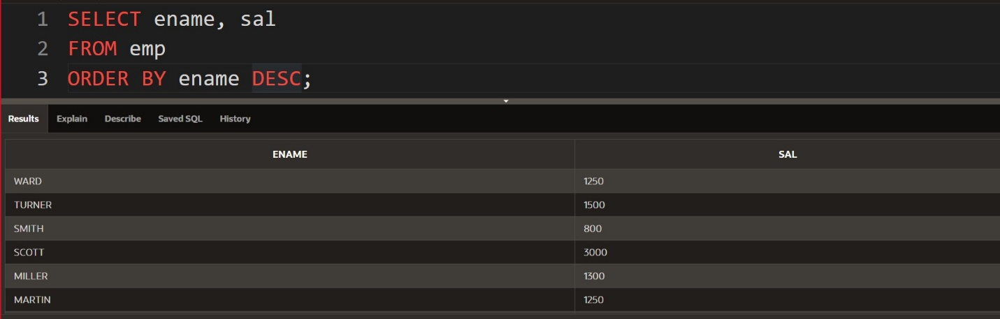 1 SELECT ename, sal
2 FROM emp
3 ORDER BY ename DESC;
Results Explain Describe Saved SQL History
ENAME SAL
WARD 1250
TURNER 1500
SMITH 800
SCOTT 3000
MILLER 1300
MARTIN 1250